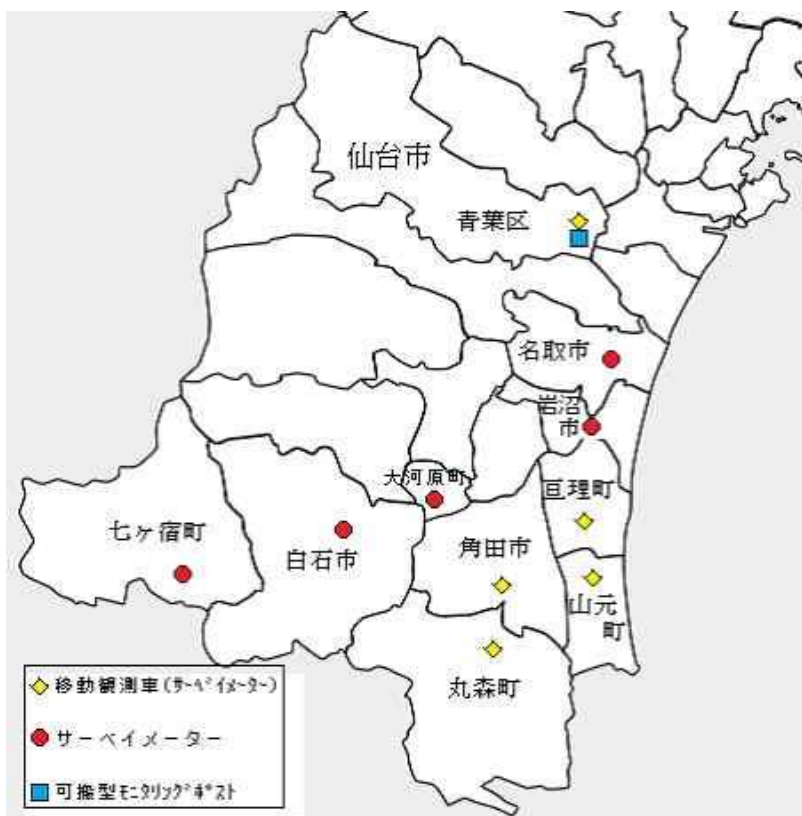 仙台市
青葉区
名取市
岩沼
市
大河原町
亘理町
七ヶ宿町
白石市
角田市
山元
町
丸森町
移動観測車(ｻｰﾍﾞｲﾒｰﾀｰ)
サーベイメーター
可搬型ﾓﾆﾀﾘﾝｸﾞﾎﾟｽﾄ